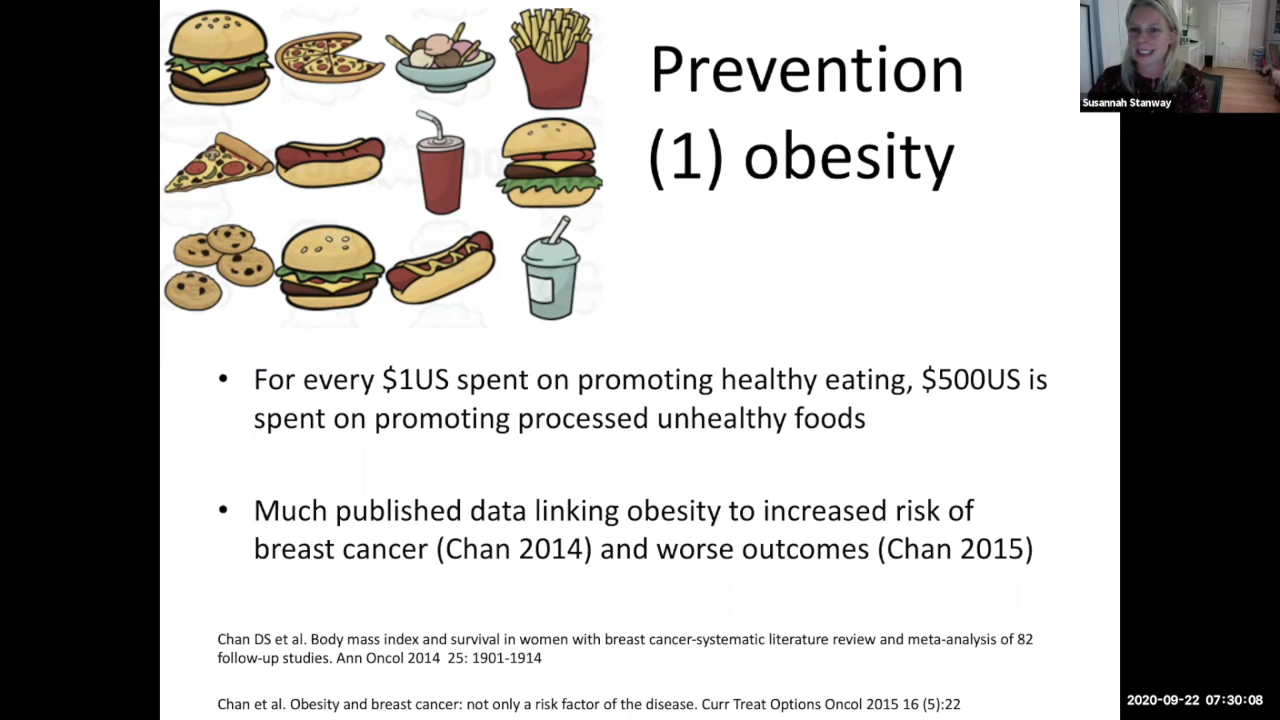 Prevention
(1) obesity
Susannah Stanway
• For every $1US spent on promoting healthy eating, $500US is
spent on promoting processed unhealthy foods
• Much published data linking obesity to increased risk of
breast cancer (Chan 2014) and worse outcomes (Chan 2015)
Chan DS et al. Body mass index and survival in women with breast cancer-systematic literature review and meta-analysis of 82
follow-up studies. Ann Oncol 2014 25: 1901-1914
Chan et al. Obesity and breast cancer: not only a risk factor of the disease. Curr Treat Options Oncol 2015 16 (5):22
2020-09-22 07:30:08